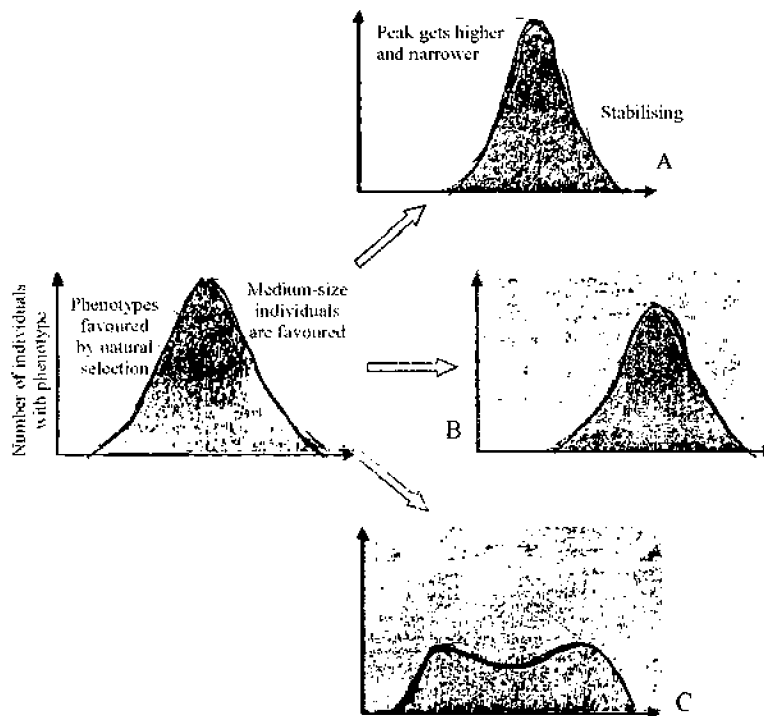 Peak gets higher
and narrower
Stabilising
A
Number of individuals
with phenotype
Phenotypes
favoured
by natural
selection
Medium-size
individuals
are favoured
B
C